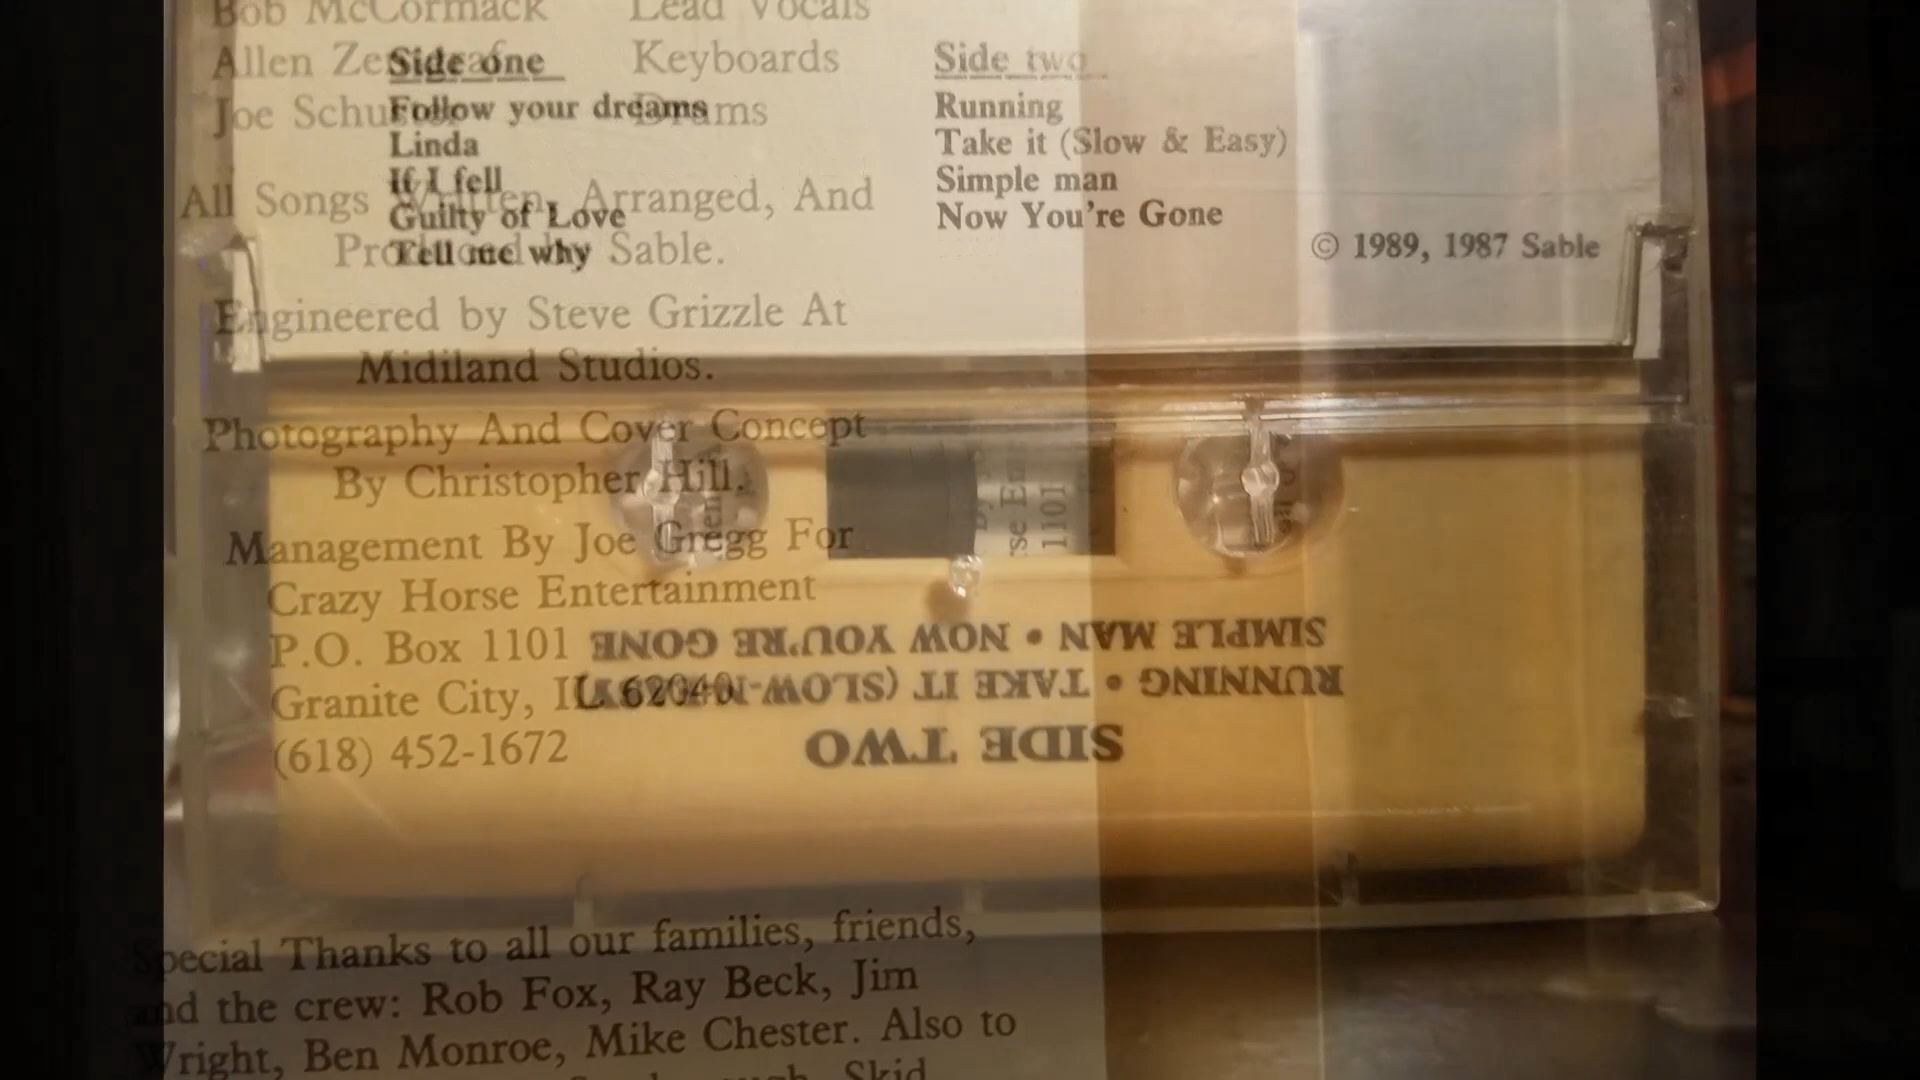 Bob McCormack Lead Vocals
Allen Keyboards
Joe Drums
All Songs Written, Arranged, And
Produced by Sable.
Engineered by Steve Grizzle At
Midiland Studios.
Photography And Cover Concept
By Christopher Hill.
Management By Joe Gregg For
Crazy Horse Entertainment
P.O. Box 1101
Granite City, IL 62040
(618) 452-1672
Special Thanks to all our families, friends,
and the crew: Rob Fox, Ray Beck, Jim
Wright, Ben Monroe, Mike Chester. Also to
Skid
Side one
Follow your dreams
Linda
If I fell
Guilty of Love
Tell me why
Side two
Running
Take it (Slow & Easy)
Simple man
Now You're Gone
© 1989, 1987 Sable
SIDE TWO
RUNNING • TAKE IT (SLOW-N-EASY)
SIMPLE MAN • NOW YOU'RE GONE
1101